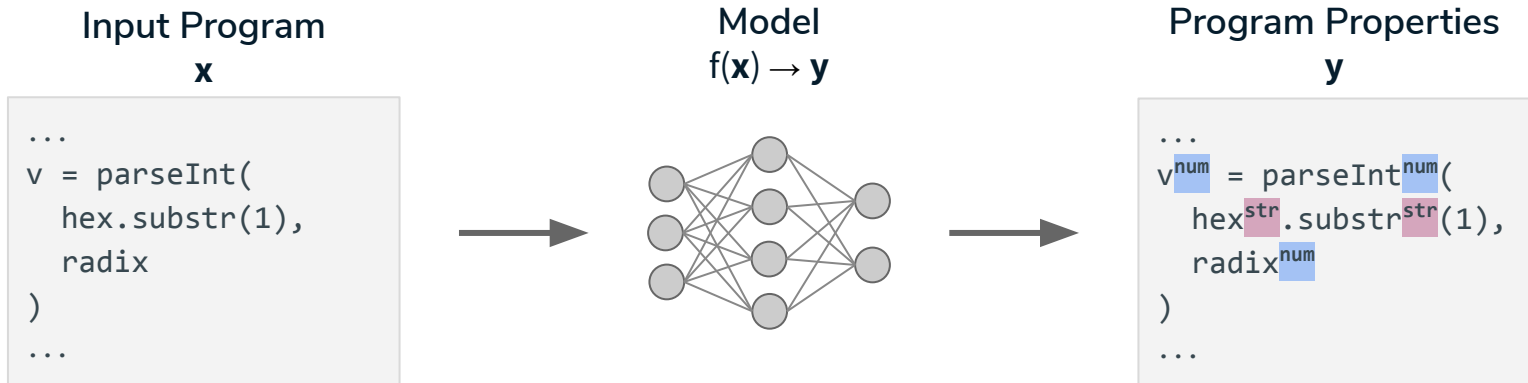 Input Program
x
...
v = parseInt(
  hex.substr(1),
  radix
)
...
Model
f(x) → y
Program Properties
y
...
vnum = parseIntnum(
  hexstr.substrstr(1),
  radixnum
)
...